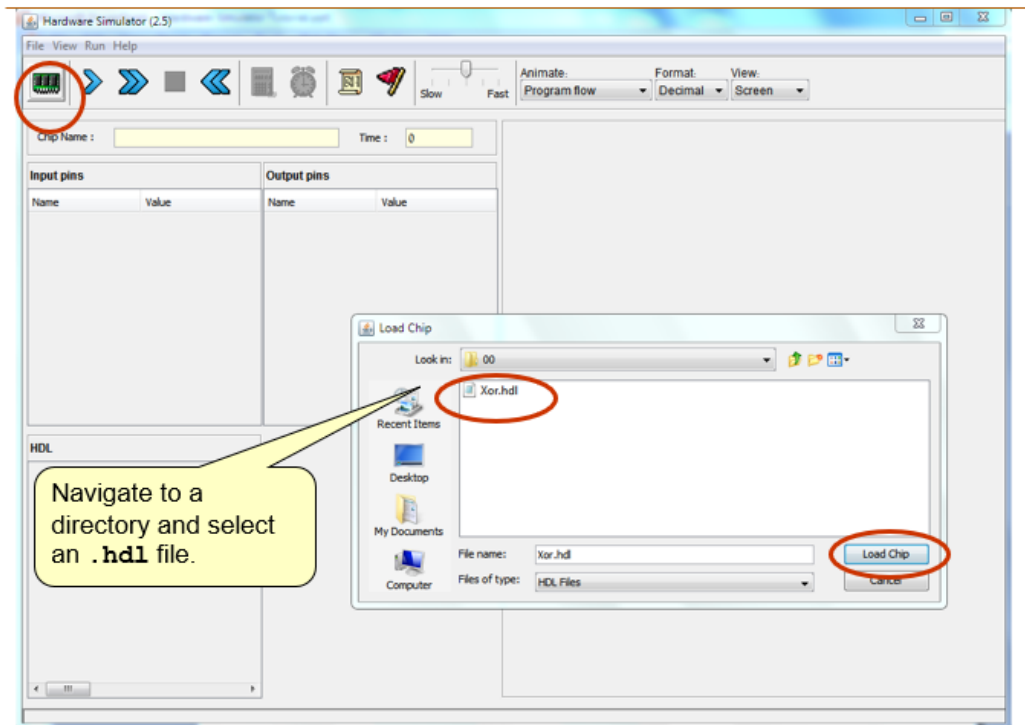 Hardware Simulator (2.5)
File View Run Help
Animate:
Format:
View:
Slow
Fast
Program flow
Decimal
Screen
Chip Name :
Time :
0
Input pins
Output pins
Name
Value
Name
Value
Load Chip
Look in:
00
Xor.hdl
Recent Items
Desktop
My Documents
Computer
HDL
Navigate to a
directory and select
an .hdl file.
File name:
Xor.hdl
Load Chip
Files of type:
HDL Files
Cancel